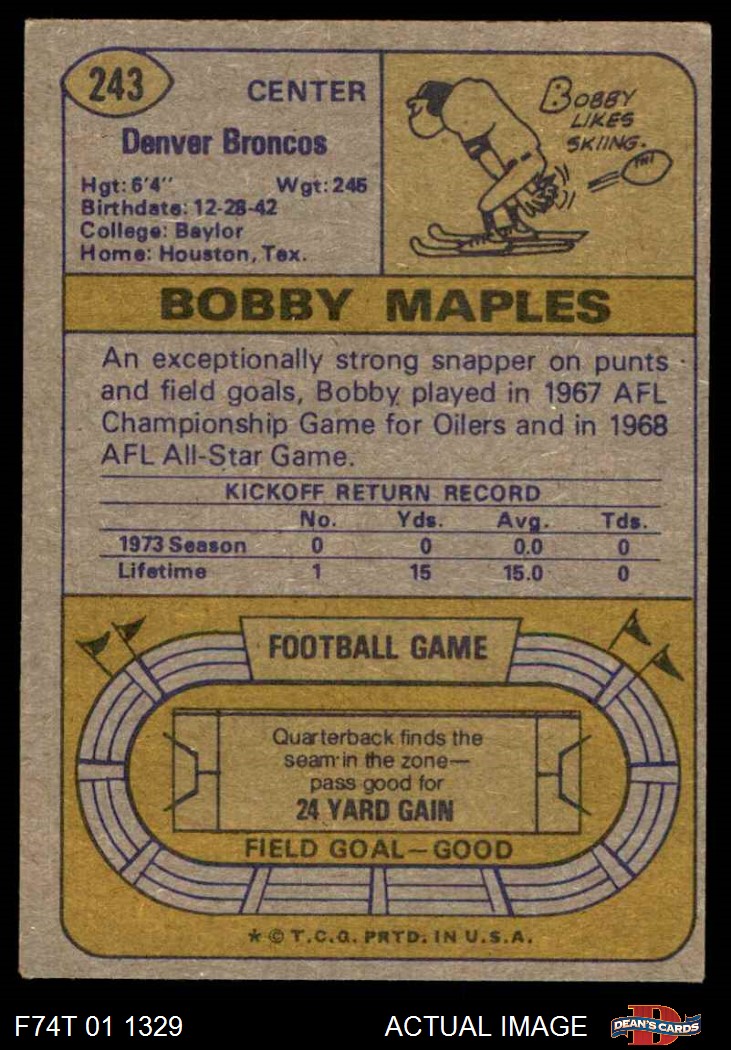 243
CENTER
Denver Broncos
Hgt: 6'4" Wgt: 245
Birthdate: 12-28-42
College: Baylor
Home: Houston, Tex.
BOBBY LIKES SKIING.
BOBBY MAPLES
An exceptionally strong snapper on punts
and field goals, Bobby played in 1967 AFL
Championship Game for Oilers and in 1968
AFL All-Star Game.
KICKOFF RETURN RECORD
No. Yds. Avg. Tds.
1973 Season 0 0 0.0 0
Lifetime 1 15 15.0 0
FOOTBALL GAME
Quarterback finds the
seam in the zone—
pass good for
24 YARD GAIN
FIELD GOAL—GOOD
* © T.C.G. PRTD. IN U.S.A.
F74T 01 1329 ACTUAL IMAGE
D
DEAN'S CARDS